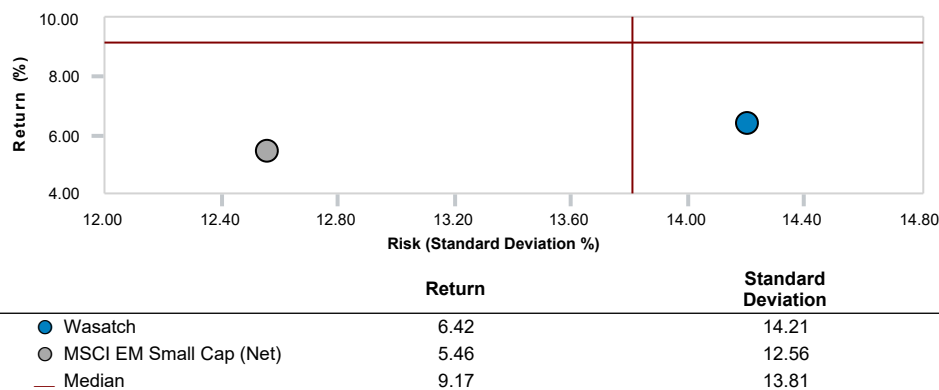 10.00
8.00
6.00
4.00
Return (%)
12.00 12.40 12.80 13.20 13.60 14.00 14.40 14.80
Risk (Standard Deviation %)
Return Standard Deviation
Wasatch 6.42 14.21
MSCI EM Small Cap (Net) 5.46 12.56
Median 9.17 13.81